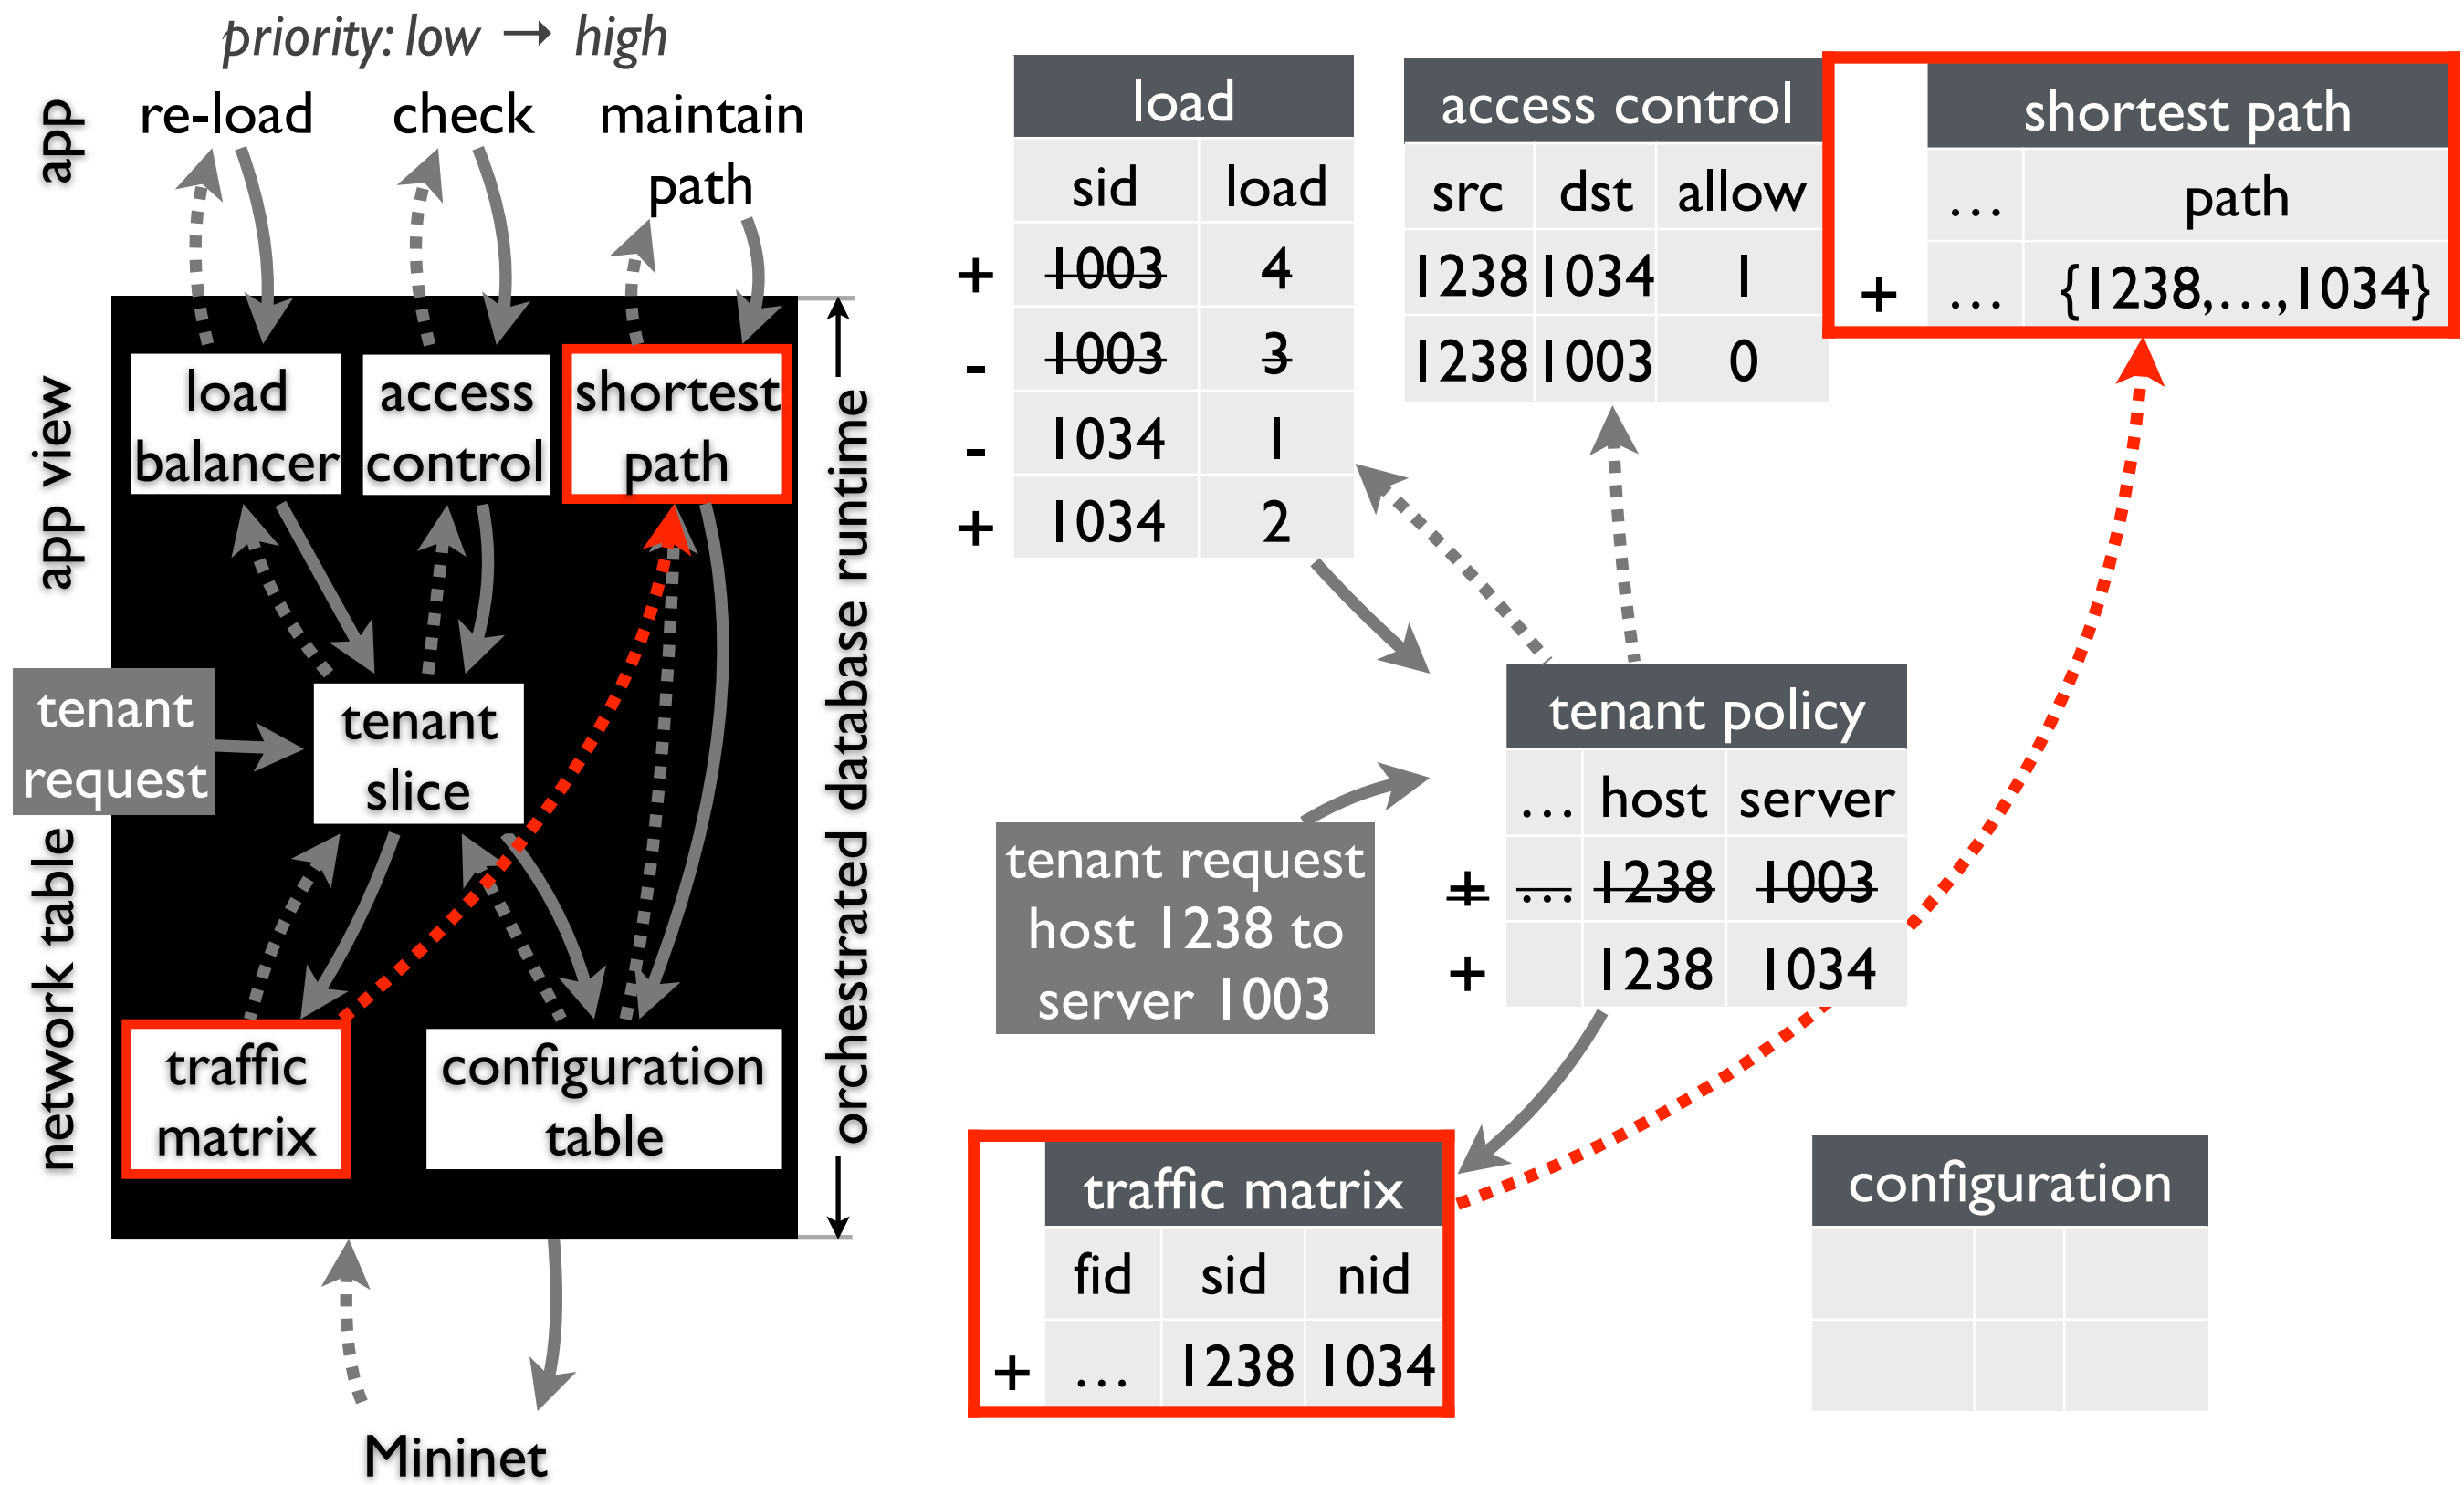 priority: low → high
app
re-load
check
maintain
path
app view
load
balancer
access
control
shortest
path
tenant
request
tenant
slice
network table
traffic
matrix
configuration
table
orchestrated database runtime
Mininet
load
sid load
+ 1003 4
- 1003 3
- 1034 1
+ 1034 2
access control
src dst allow
1238 1034 1
1238 1003 0
shortest path
... path
+ ... {1238,...,1034}
tenant policy
... host server
+ ... 1238 1003
+ 1238 1034
tenant request
host 1238 to
server 1003
traffic matrix
fid sid nid
+ ... 1238 1034
configuration